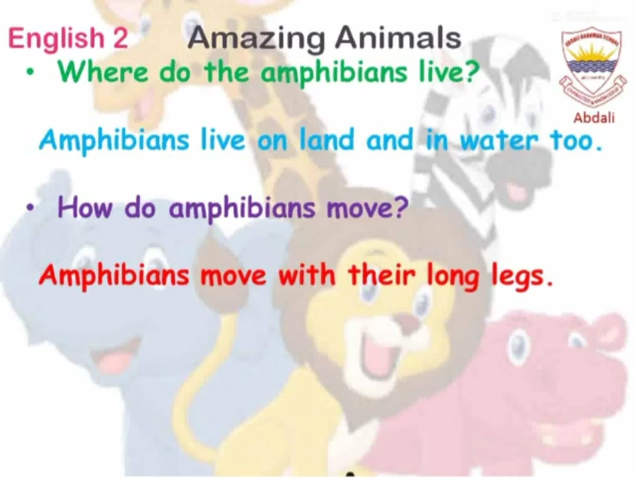 English 2
Amazing Animals
• Where do the amphibians live?
Amphibians live on land and in water too.
• How do amphibians move?
Amphibians move with their long legs.
Abdali